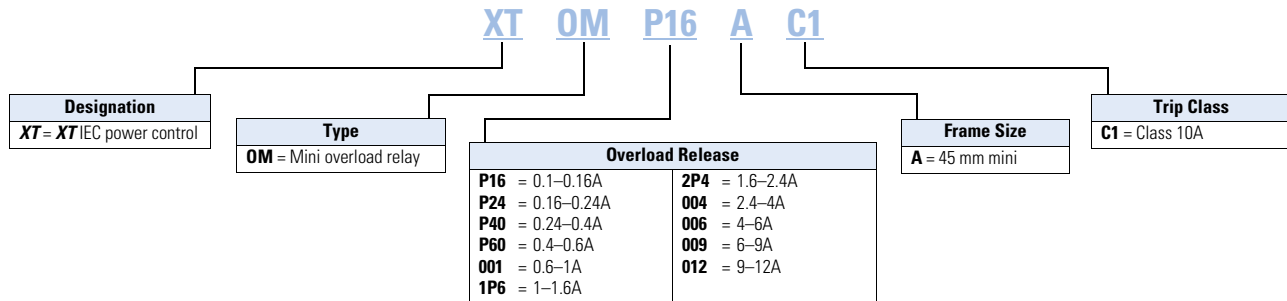 XT OM P16 A C1
Designation
XT = XT IEC power control
Type
OM = Mini overload relay
Overload Release
P16 = 0.1–0.16A
P24 = 0.16–0.24A
P40 = 0.24–0.4A
P60 = 0.4–0.6A
001 = 0.6–1A
1P6 = 1–1.6A
2P4 = 1.6–2.4A
004 = 2.4–4A
006 = 4–6A
009 = 6–9A
012 = 9–12A
Frame Size
A = 45 mm mini
Trip Class
C1 = Class 10A